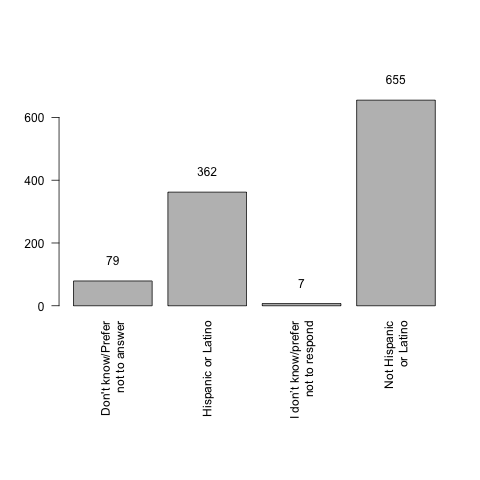 655
600
362
400
200
79
7
0
Don't know/Prefer
not to answer
Hispanic or Latino
I don't know/prefer
not to respond
Not Hispanic
or Latino